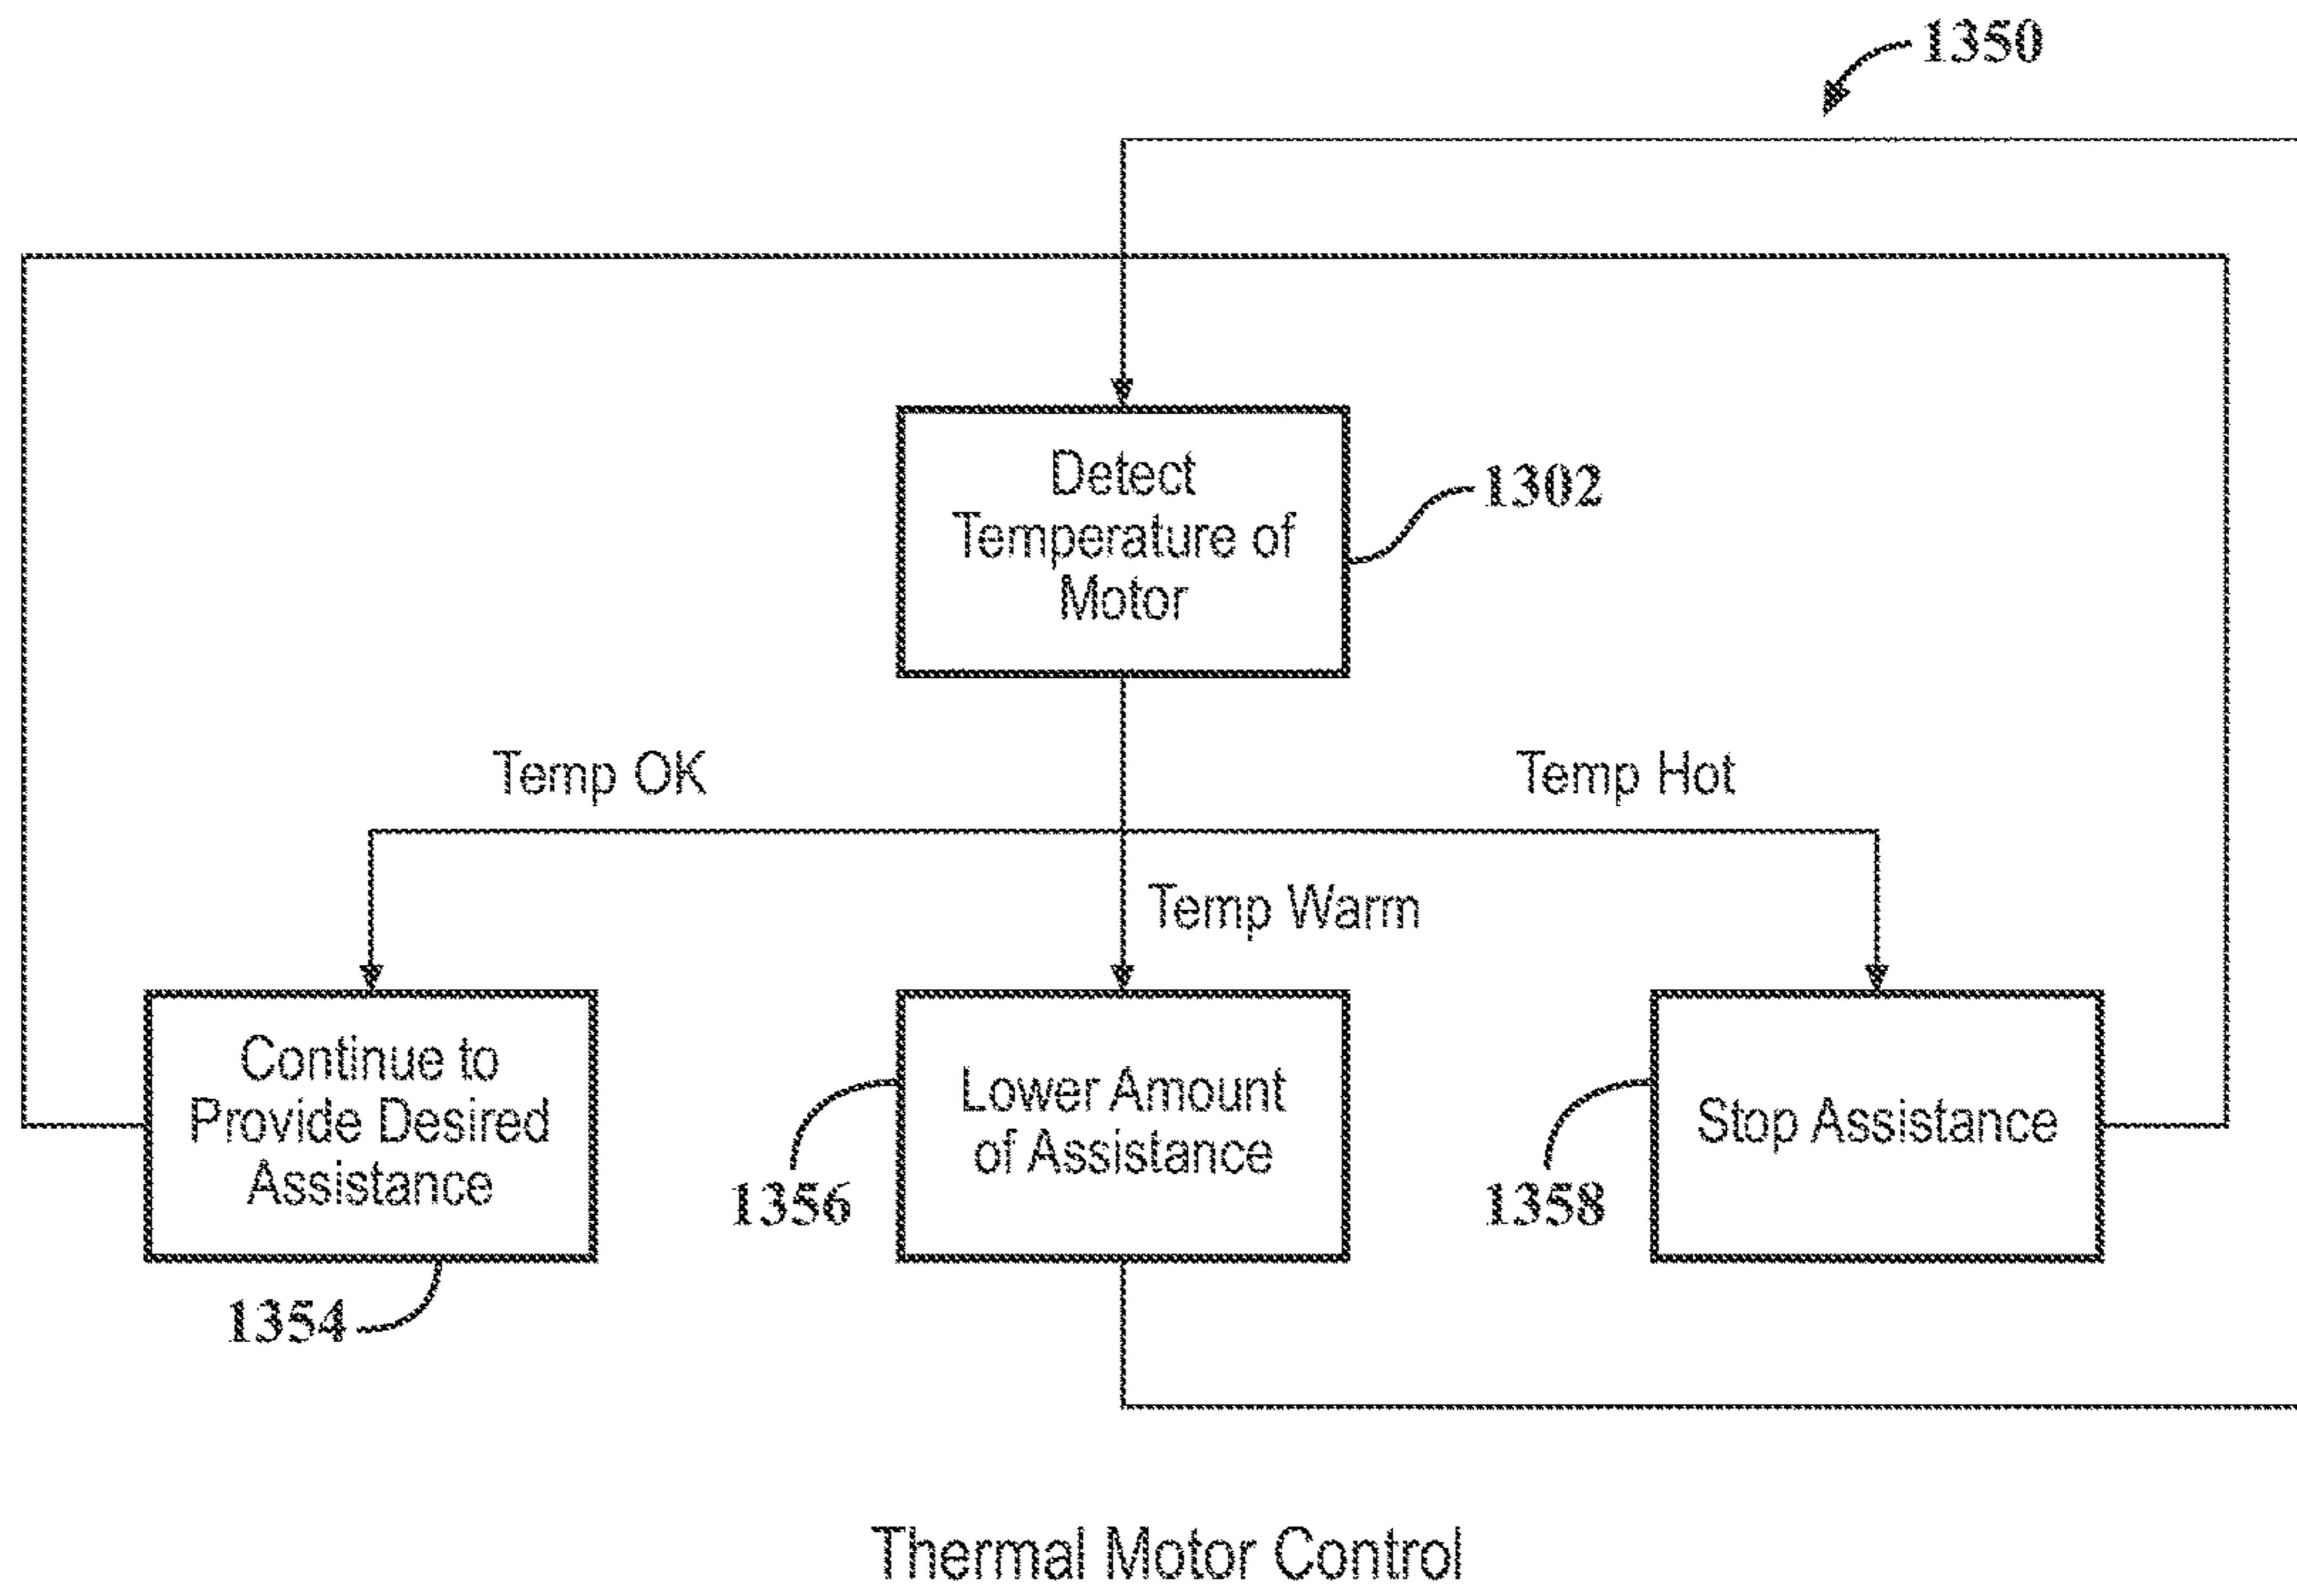 1350
Detect
Temperature of
Motor
1302
Temp OK
Temp Hot
Temp Warm
Continue to
Provide Desired
Assistance
1354
Lower Amount
of Assistance
1356
Stop Assistance
1358
Thermal Motor Control